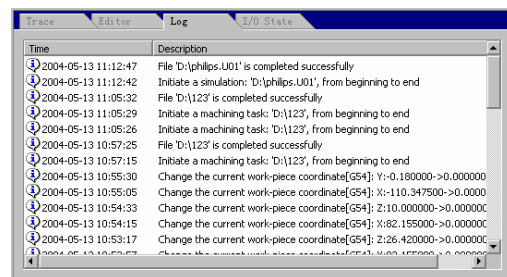 Trace Editor Log I/O State
Time Description
2004-05-13 11:12:47 File 'D:\philips.U01' is completed successfully
2004-05-13 11:12:42 Initiate a simulation: 'D:\philips.U01', from beginning to end
2004-05-13 11:05:32 File 'D:\123' is completed successfully
2004-05-13 11:05:29 Initiate a machining task: 'D:\123', from beginning to end
2004-05-13 11:05:26 Initiate a machining task: 'D:\123', from beginning to end
2004-05-13 10:57:25 File 'D:\123' is completed successfully
2004-05-13 10:57:15 Initiate a machining task: 'D:\123', from beginning to end
2004-05-13 10:55:30 Change the current work-piece coordinate[G54]: Y:-0.180000->0.000000
2004-05-13 10:55:05 Change the current work-piece coordinate[G54]: X:-110.347500->0.0000
2004-05-13 10:54:33 Change the current work-piece coordinate[G54]: Z:10.000000->0.000000
2004-05-13 10:54:15 Change the current work-piece coordinate[G54]: X:82.155000->0.000000
2004-05-13 10:53:17 Change the current work-piece coordinate[G54]: Z:26.420000->0.000000